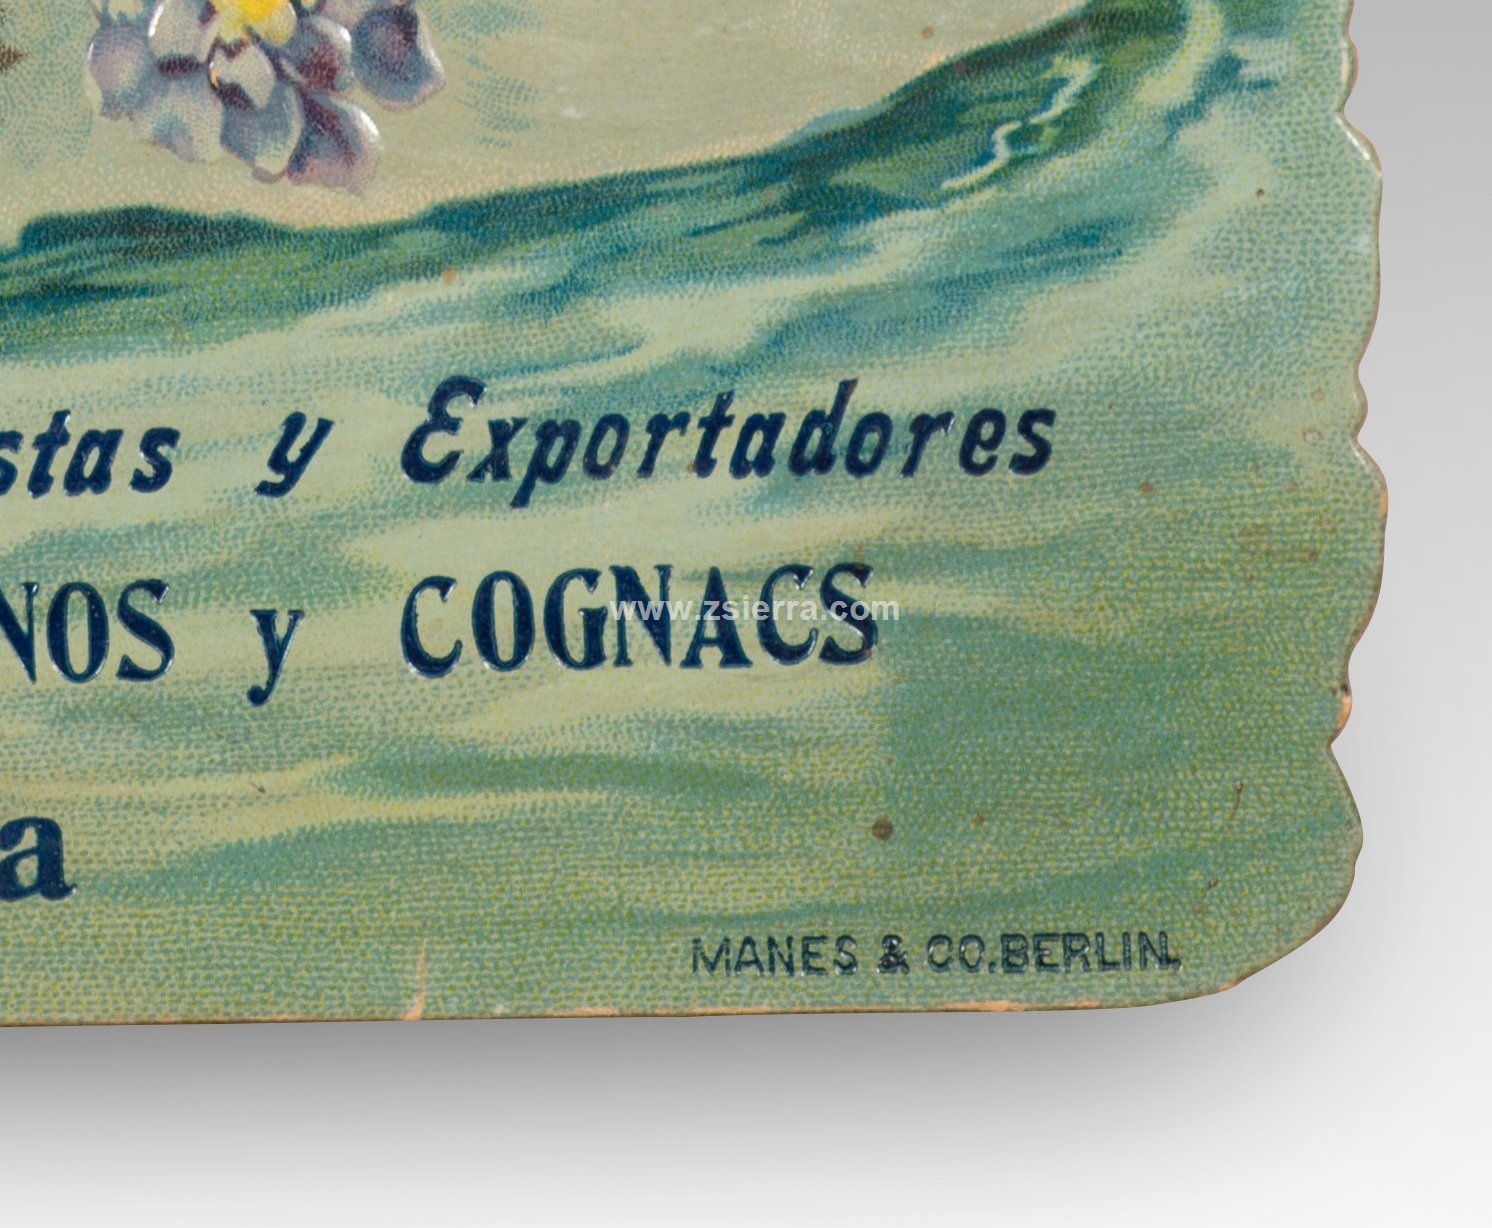 stas y Exportadores
NOS y COGNACS
www.zsierra.com
a
MANES & CO. BERLIN.